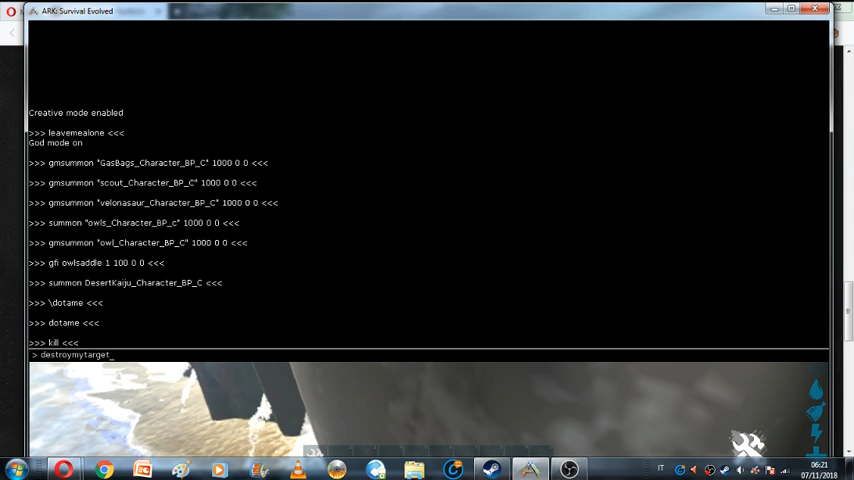 ARK: Survival Evolved
Creative mode enabled
>>> leavemealone <<<
God mode on
>>> gmsummon "GasBags_Character_BP_C" 1000 0 0 <<<
>>> gmsummon "scout_Character_BP_C" 1000 0 0 <<<
>>> gmsummon "velonasaur_Character_BP_C" 1000 0 0 <<<
>>> summon "owls_Character_BP_c" 1000 0 0 <<<
>>> gmsummon "owl_Character_BP_C" 1000 0 0 <<<
>>> gfi owlsaddle 1 100 0 0 <<<
>>> summon DesertKaiju_Character_BP_C <<<
>>> \dotame <<<
>>> dotame <<<
>>> kill <<<
> destroymytarget_
IT
06:21
07/11/2018